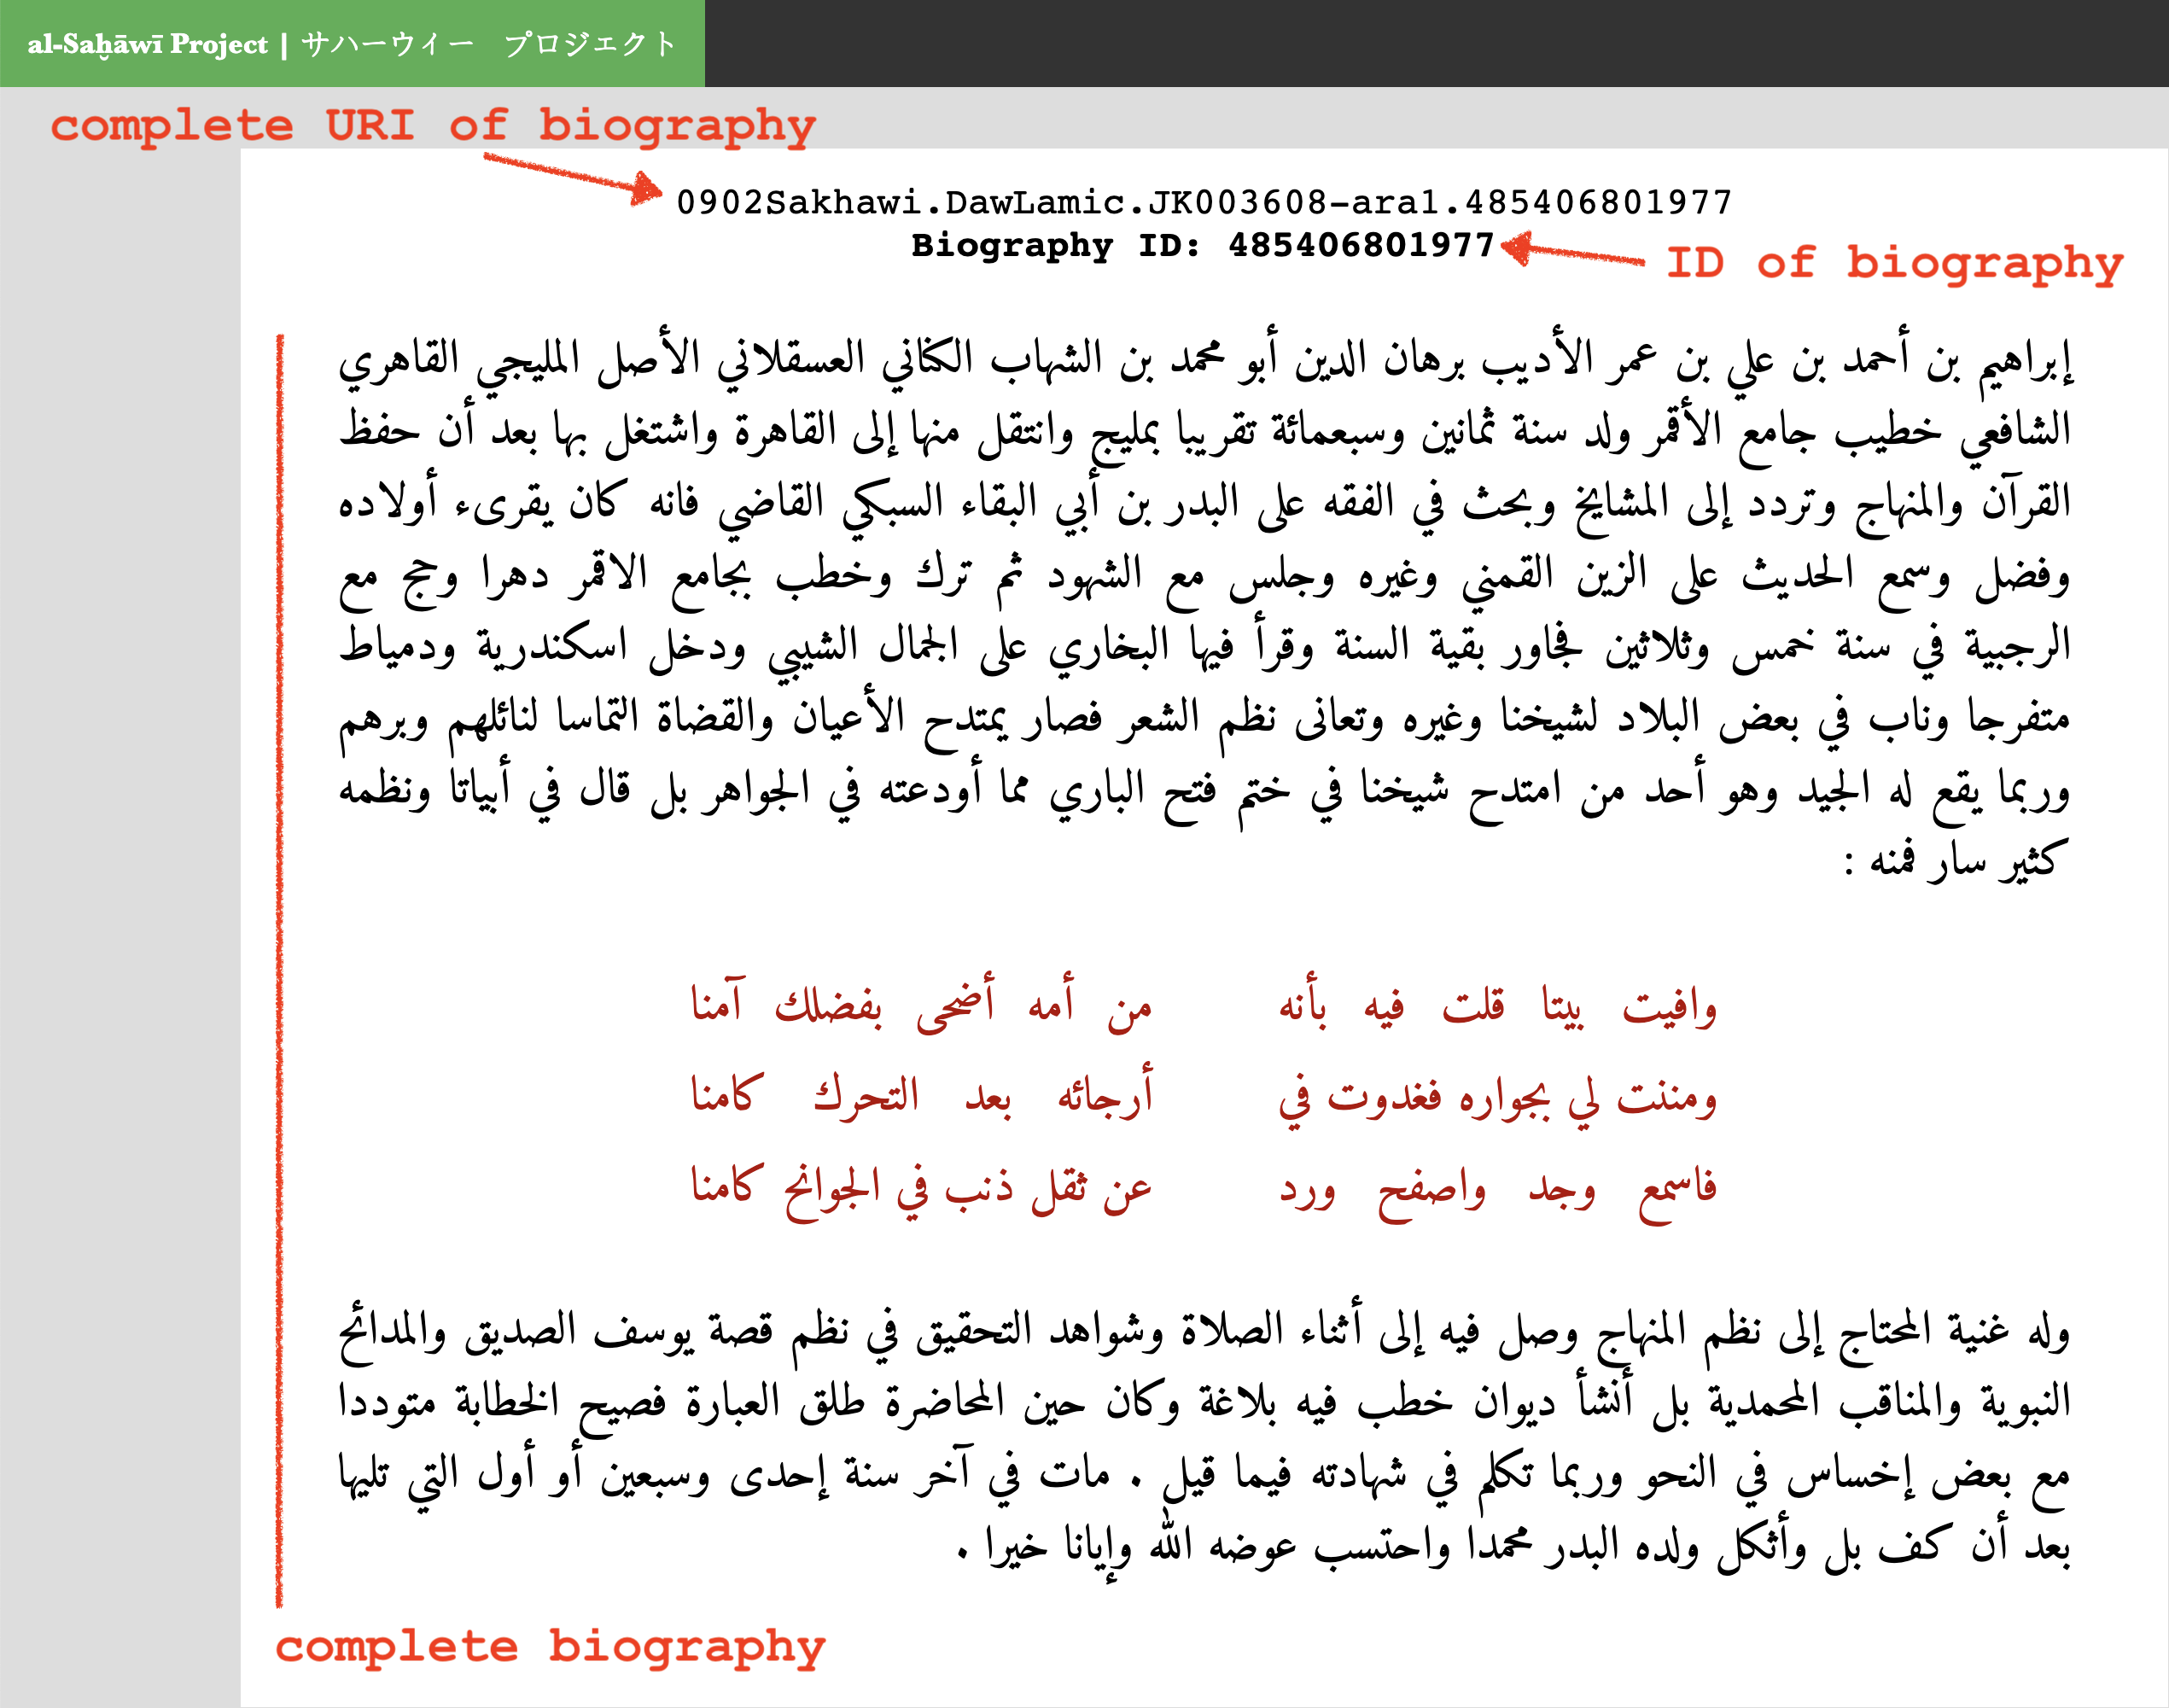 al-Saḫāwī Project | サハーウィー プロジェクト
complete URI of biography
0902Sakhawi.DawLamic.JK003608-ara1.485406801977
Biography ID: 485406801977
ID of biography
إبراهيم بن أحمد بن علي بن عمر الأديب برهان الدين أبو محمد بن الشهاب الكناني العسقلاني الأصل المليجي القاهري
الشافعي خطيب جامع الأقمر ولد سنة ثمانين وسبعمائة تقريبا بمليج وانتقل منها إلى القاهرة واشتغل بها بعد أن حفظ
القرآن والمنهاج وتردد إلى المشايخ وبحث في الفقه على البدر بن أبي البقاء السبكي القاضي فانه كان يقرىء أولاده
وفضل وسمع الحديث على الزين القمني وغيره وجلس مع الشهود ثم ترك وخطب بجامع الاقمر دهرا وحج مع
الرجبية في سنة خمس وثلاثين فجاور بقية السنة وقرأ فيها البخاري على الجمال الشيبي ودخل اسكندرية ودمياط
متفرجا وناب في بعض البلاد لشيخنا وغيره وتعانى نظم الشعر فصار يمتدح الأعيان والقضاة التماسا لنائلهم وبرهم
وربما يقع له الجيد وهو أحد من امتدح شيخنا في ختم فتح الباري مما أودعته في الجواهر بل قال في أبياتا ونظمه
كثير سار فمنه :
وافيت بيتا قلت فيه بأنه من أمه أضحى بفضلك آمنا
ومننت لي بجواره فغدوت في أرجائه بعد التحرك كامنا
فاسمع وجد واصفح ورد عن ثقل ذنب في الجوانح كامنا
وله غنية المحتاج إلى نظم المنهاج وصل فيه إلى أثناء الصلاة وشواهد التحقيق في نظم قصة يوسف الصديق والمدائح
النبوية والمناقب المحمدية بل أنشأ ديوان خطب فيه بلاغة وكان حين المحاضرة طلق العبارة فصيح الخطابة متوددا
مع بعض إخساس في النحو وربما تكلم في شهادته فيما قيل . مات في آخر سنة إحدى وسبعين أو أول التي تليها
بعد أن كف بل وأثكل ولده البدر محمدا واحتسب عوضه الله وإيانا خيرا .
complete biography